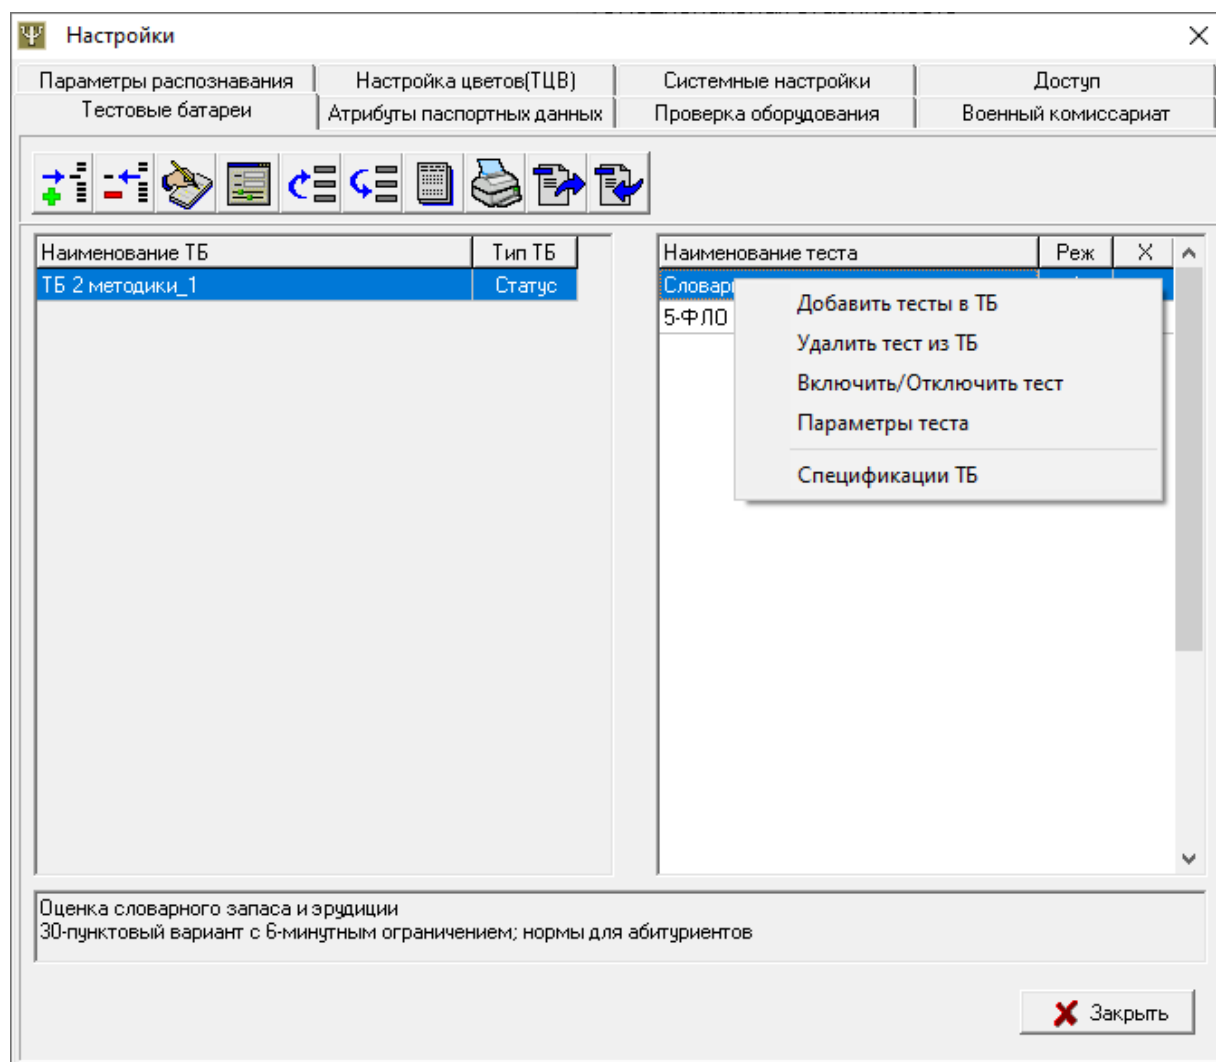 Настройки
Параметры распознавания Настройка цветов(ТЦВ) Системные настройки Доступ
Тестовые батареи Атрибуты паспортных данных Проверка оборудования Военный комиссариат
Наименование ТБ Тип ТБ Наименование теста Реж X
ТБ 2 методики_1 Статус
5-ФЛО
Добавить тесты в ТБ
Удалить тест из ТБ
Включить/Отключить тест
Параметры теста
Спецификации ТБ
Оценка словарного запаса и эрудиции
30-пунктовый вариант с 6-минутным ограничением; нормы для абитуриентов
Закрыть